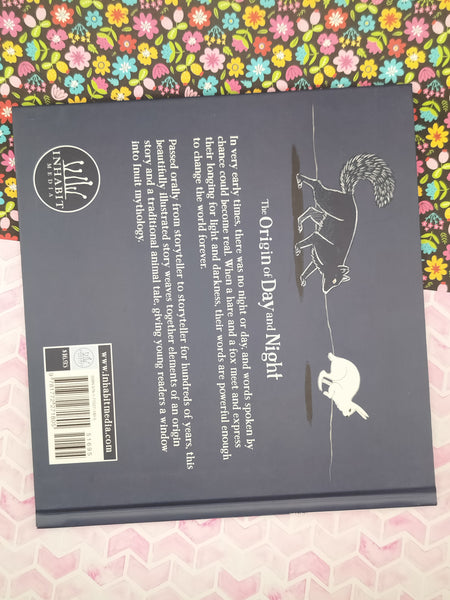 The Origin of Day and Night
In very early times, there was no night or day, and words spoken by
chance could become real. When a hare and a fox meet and express
their longing for light and darkness, their words are powerful enough
to change the world forever.
Passed orally from storyteller to storyteller for hundreds of years, this
beautifully illustrated story weaves together elements of an origin
story and a traditional animal tale, giving young readers a window
into Inuit mythology.
INHABIT
MEDIA
www.inhabitmedia.com
$16.95
51695